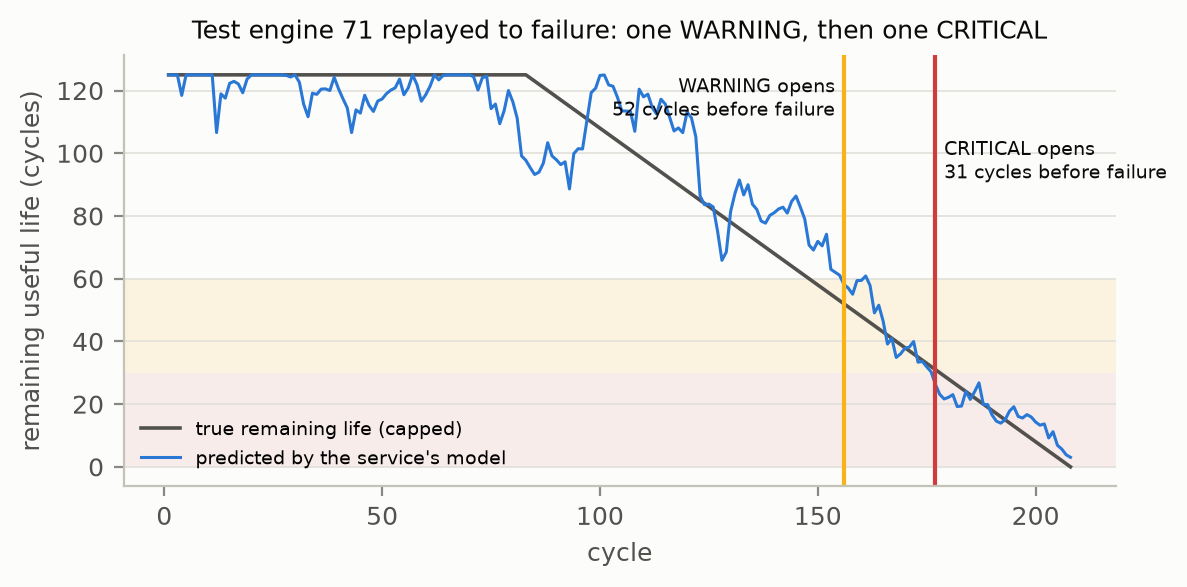 Test engine 71 replayed to failure: one WARNING, then one CRITICAL
remaining useful life (cycles)
120
100
80
60
40
20
0
WARNING opens
52 cycles before failure
CRITICAL opens
31 cycles before failure
true remaining life (capped)
predicted by the service's model
0
50
100
150
200
cycle